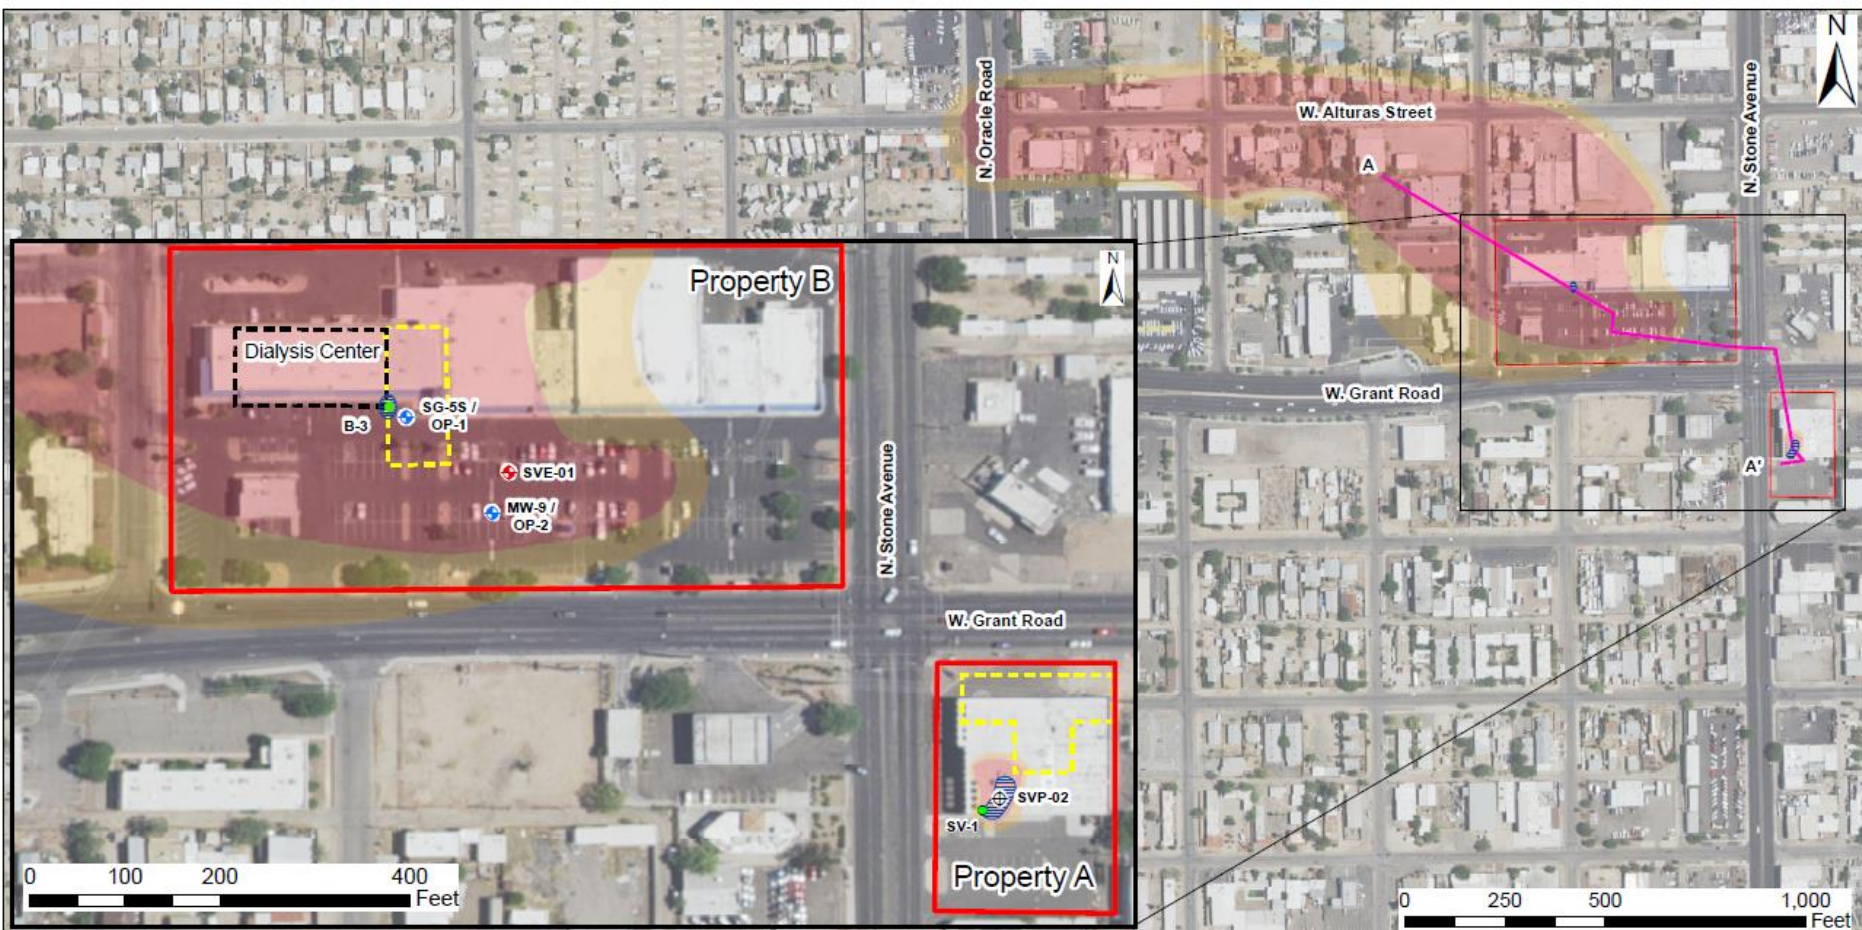 N
N. Oracle Road
W. Alturas Street
N. Stone Avenue
A
W. Grant Road
A'
0 250 500 1,000
Feet
N
Property B
Dialysis Center
SG-5S /
OP-1
B-3
SVE-01
MW-9 /
OP-2
N. Stone Avenue
W. Grant Road
SVP-02
SV-1
Property A
0 100 200 400
Feet